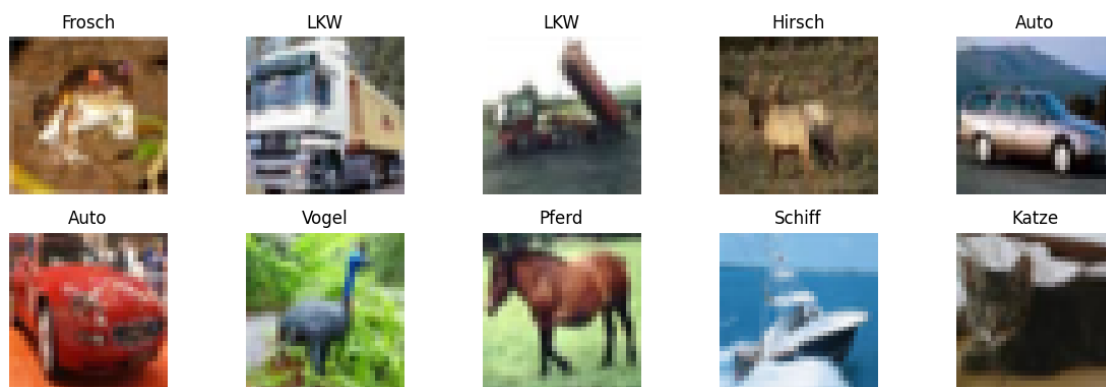 Frosch LKW LKW Hirsch Auto
Auto Vogel Pferd Schiff Katze